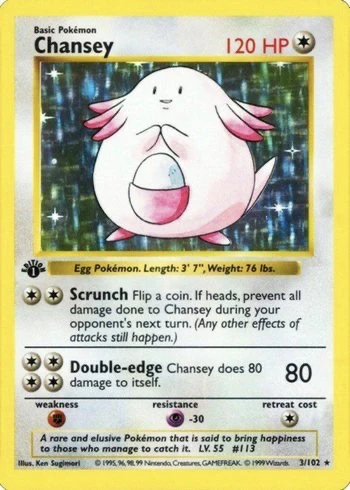 Basic Pokémon
Chansey 120 HP
EDITION
1
Egg Pokémon. Length: 3' 7", Weight: 76 lbs.
Scrunch Flip a coin. If heads, prevent all
damage done to Chansey during your
opponent's next turn. (Any other effects of
attacks still happen.)
Double-edge Chansey does 80
damage to itself.
80
weakness resistance retreat cost
-30
A rare and elusive Pokémon that is said to bring happiness
to those who manage to catch it. LV. 55 #113
Illus. Ken Sugimori © 1995, 96, 98, 99 Nintendo, Creatures, GAMEFREAK. © 1999 Wizards. 3/102 ★